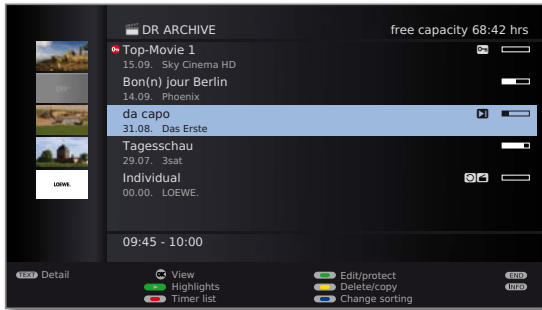 DR ARCHIVE free capacity 68:42 hrs
Top-Movie 1
15.09. Sky Cinema HD
Bon(n) jour Berlin
14.09. Phoenix
da capo
31.08. Das Erste
Tagesschau
29.07. 3sat
Individual
00.00. LOEWE.
LOEWE.
09:45 - 10:00
TEXT Detail OK View Edit/protect END
Highlights Delete/copy INFO
Timer list Change sorting